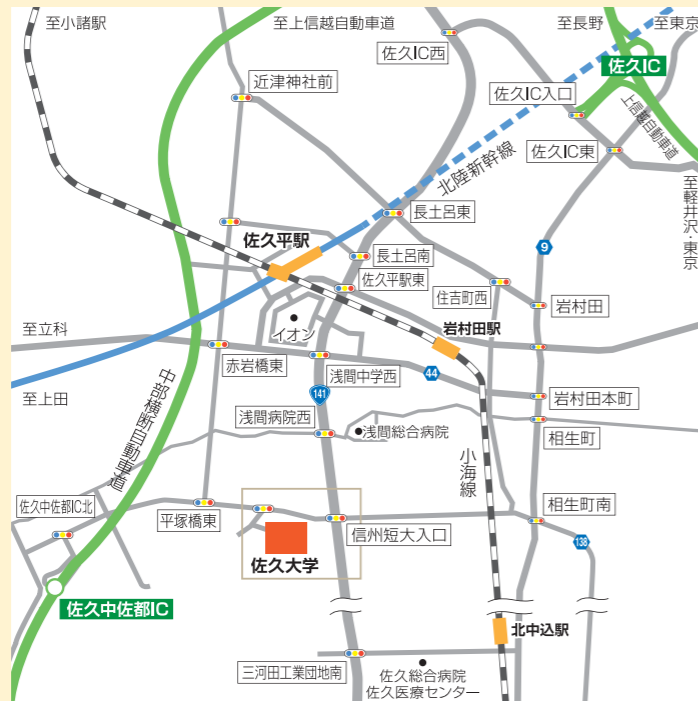 至小諸駅
至上信越自動車道
至長野
至東京
佐久IC西
佐久IC
近津神社前
佐久IC入口
上信越自動車道
佐久IC東
北陸新幹線
至軽井沢・東京
長土呂東
佐久平駅
9
長土呂南
佐久平駅東
住吉町西
岩村田
イオン
至立科
岩村田駅
赤岩橋東
浅間中学西
44
至上田
141
岩村田本町
中部横断自動車道
浅間病院西
浅間総合病院
相生町
小海線
佐久中佐都IC北
平塚橋東
信州短大入口
相生町南
138
佐久大学
佐久中佐都IC
北中込駅
三河田工業団地南
佐久総合病院
佐久医療センター